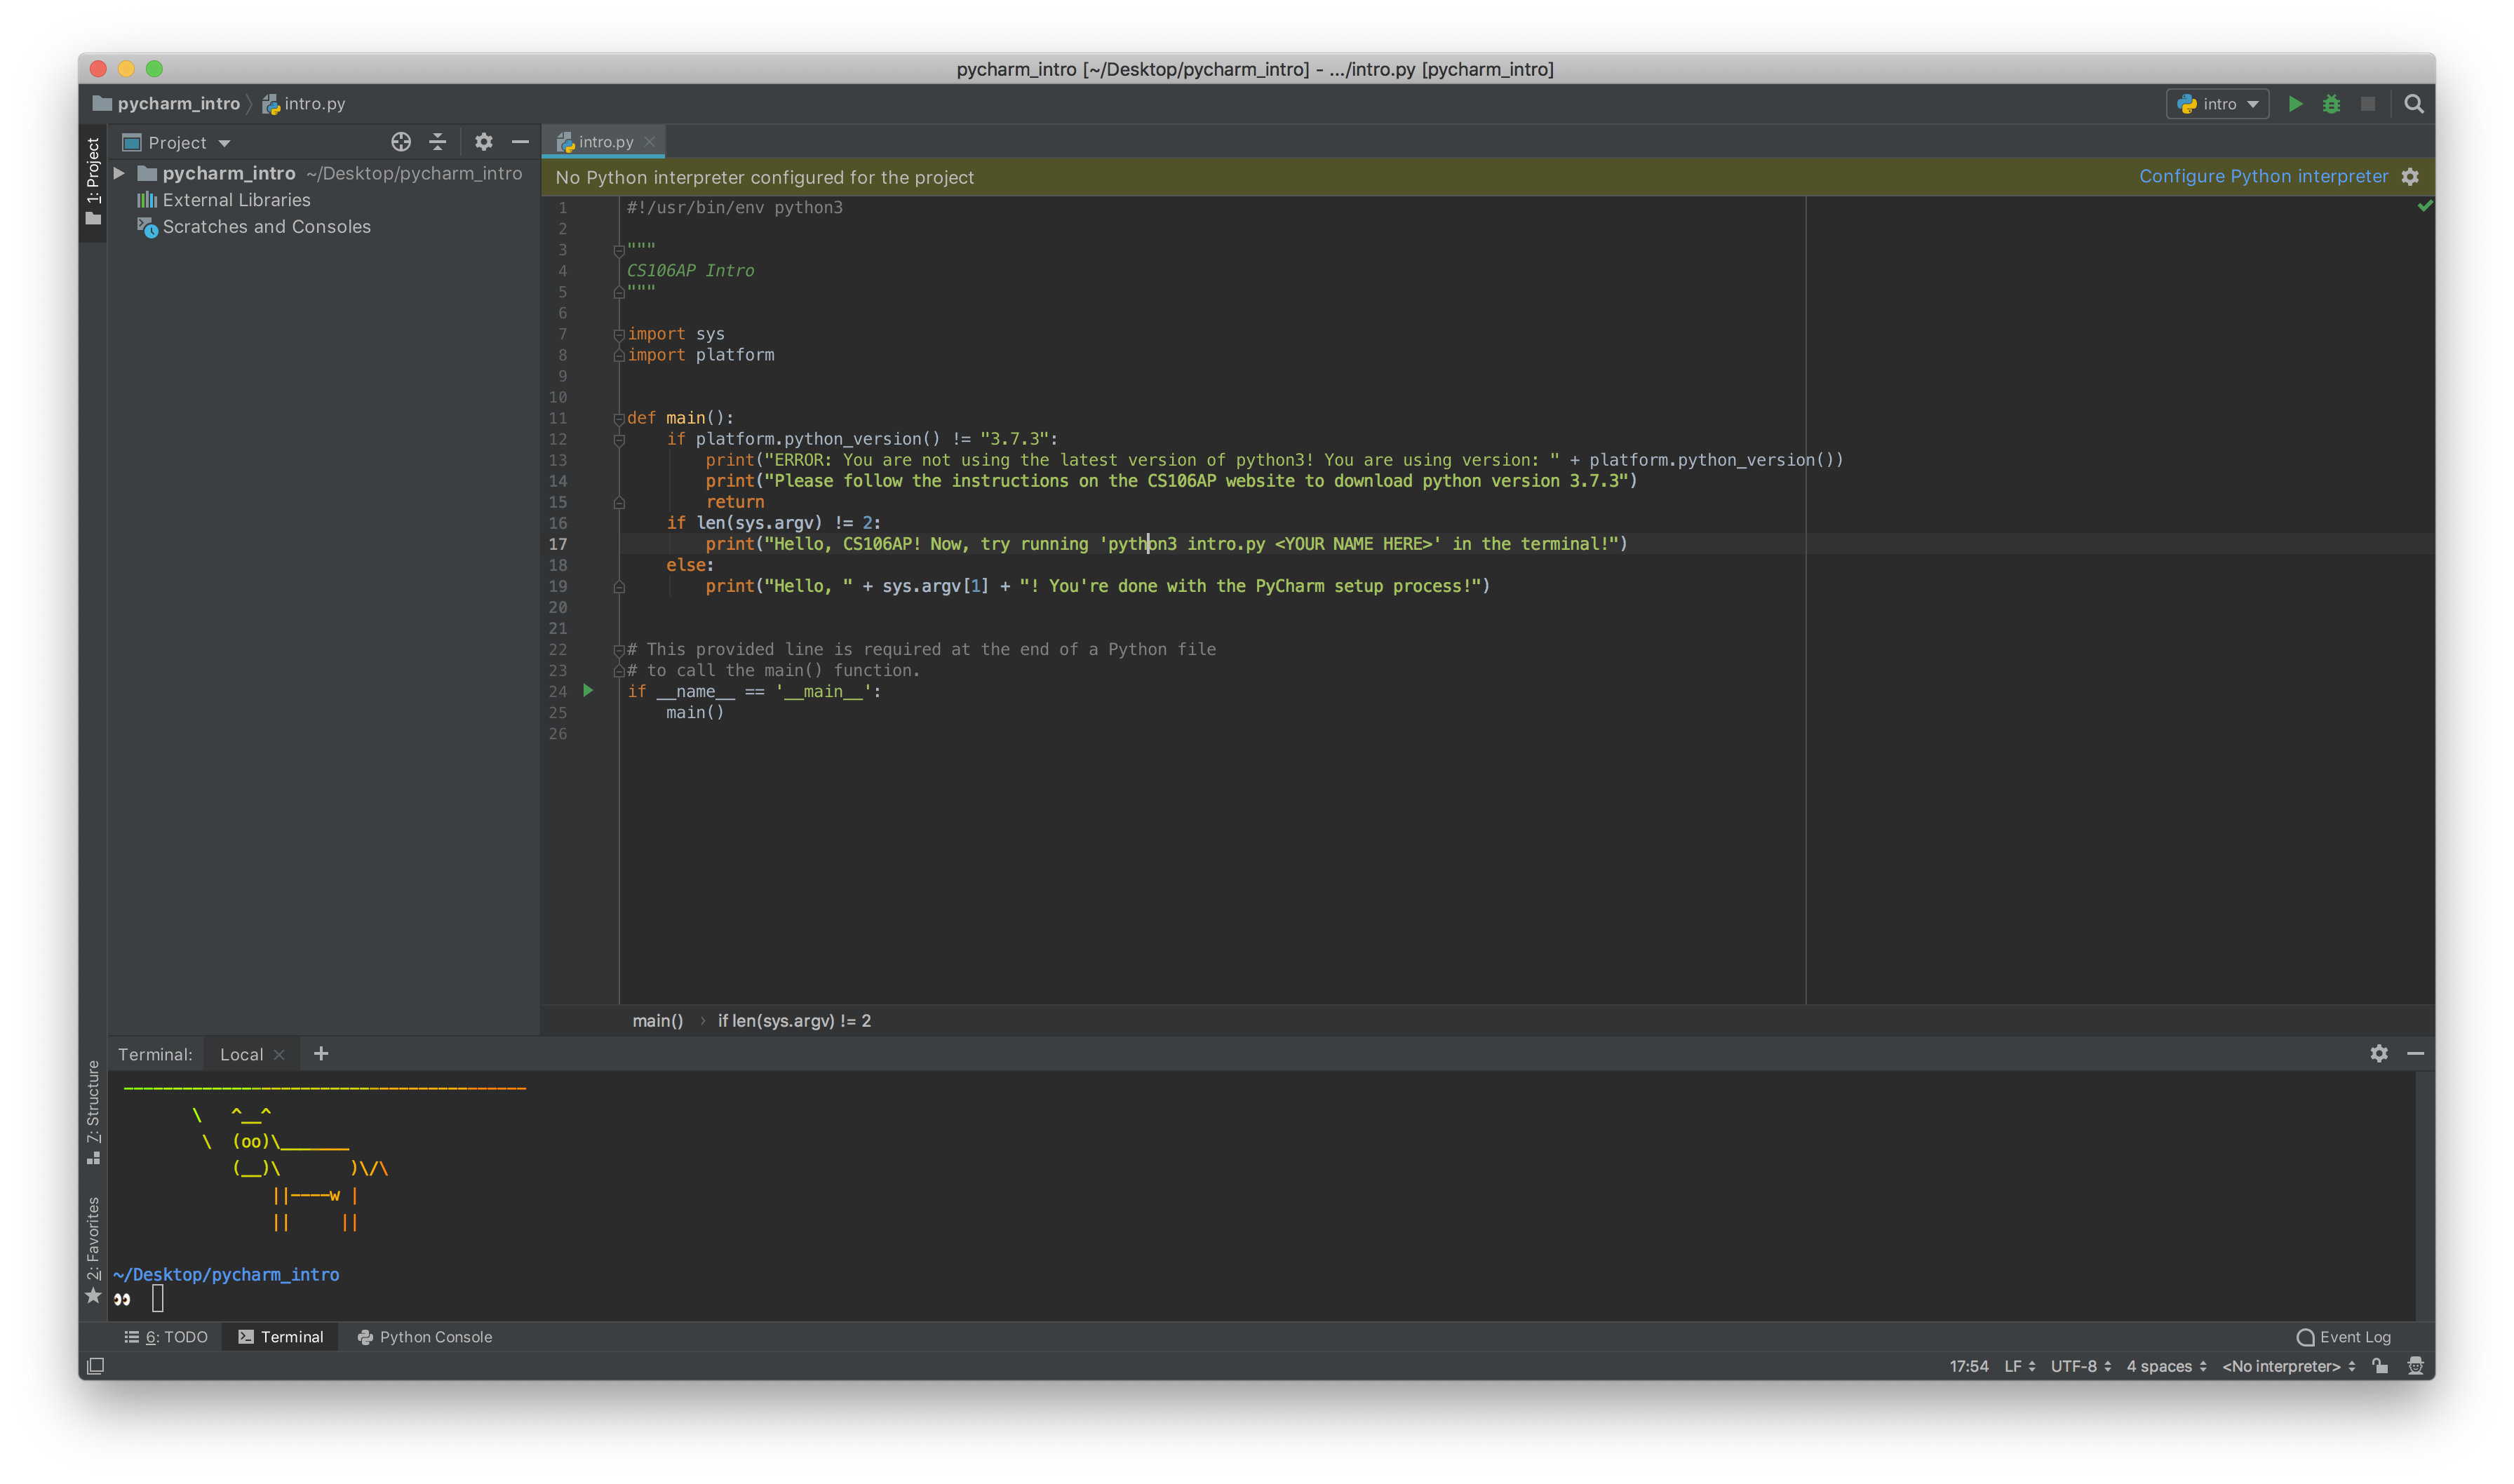 pycharm_intro [~/Desktop/pycharm_intro] - .../intro.py [pycharm_intro]
pycharm_intro intro.py
intro
1: Project
Project
intro.py
pycharm_intro ~/Desktop/pycharm_intro
External Libraries
Scratches and Consoles
No Python interpreter configured for the project
Configure Python interpreter
1 #!/usr/bin/env python3
2
3 """
4 CS106AP Intro
5 """
6
7 import sys
8 import platform
9
10
11 def main():
12     if platform.python_version() != "3.7.3":
13         print("ERROR: You are not using the latest version of python3! You are using version: " + platform.python_version())
14         print("Please follow the instructions on the CS106AP website to download python version 3.7.3")
15         return
16     if len(sys.argv) != 2:
17         print("Hello, CS106AP! Now, try running 'python3 intro.py <YOUR NAME HERE>' in the terminal!")
18     else:
19         print("Hello, " + sys.argv[1] + "! You're done with the PyCharm setup process!")
20
21
22 # This provided line is required at the end of a Python file
23 # to call the main() function.
24 if __name__ == '__main__':
25     main()
26
main() › if len(sys.argv) != 2
Terminal: Local +
-----------------------------------------
        \   ^__^
         \  (oo)\_______
            (__)\       )\/\
                ||----w |
                ||     ||
~/Desktop/pycharm_intro
7: Structure
2: Favorites
6: TODO
Terminal
Python Console
Event Log
17:54 LF UTF-8 4 spaces <No interpreter>